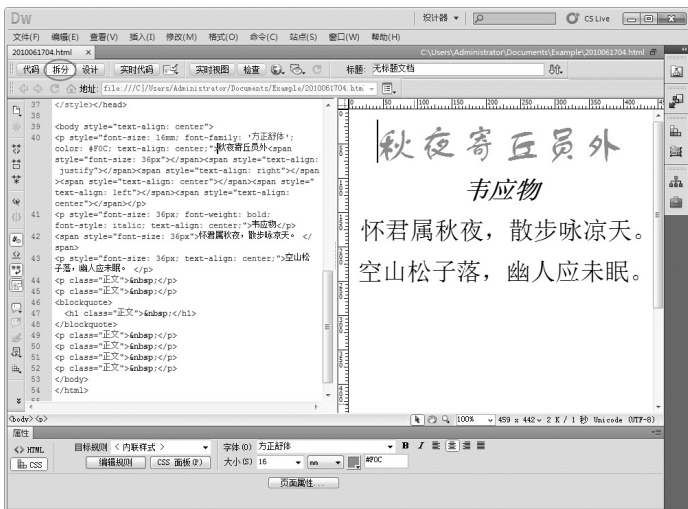 Dw 设计器 CS Live
文件(F) 编辑(E) 查看(V) 插入(I) 修改(M) 格式(O) 命令(C) 站点(S) 窗口(W) 帮助(H)
2010061704.html × C:\Users\Administrator\Documents\Example\2010061704.html
代码 拆分 设计 实时代码 实时视图 检查 标题: 无标题文档
地址: file:///C|/Users/Administrator/Documents/Example/2010061704.htm
0 50 100 150 200 250 300 350 400
37 </style></head>
38
39 <body style="text-align: center">
40 <p style="font-size: 16mm; font-family: '方正舒体';
color: #F0C; text-align: center;">秋夜寄丘员外<span
style="font-size: 36px"></span><span style="text-align:
justify"></span><span style="text-align: right"></span
><span style="text-align: center"></span><span style="
text-align: left"></span><span style="text-align:
center"></span></p>
41 <p style="font-size: 36px; font-weight: bold;
font-style: italic; text-align: center;">韦应物</p>
42 <span style="font-size: 36px">怀君属秋夜，散步咏凉天。 </
span>
43 <p style="font-size: 36px; text-align: center;">空山松
子落，幽人应未眠。 </p>
44 <p class="正文">&nbsp;</p>
45 <p class="正文">&nbsp;</p>
46 <blockquote>
47 <h1 class="正文">&nbsp;</h1>
48 </blockquote>
49 <p class="正文">&nbsp;</p>
50 <p class="正文">&nbsp;</p>
51 <p class="正文">&nbsp;</p>
52 <p class="正文">&nbsp;</p>
53 </body>
54 </html>
55
秋夜寄丘员外
韦应物
怀君属秋夜，散步咏凉天。
空山松子落，幽人应未眠。
<body> <p> 100% 459 x 442 2 K / 1 秒 Unicode (UTF-8)
属性
<> HTML 目标规则 < 内联样式 > 字体(O) 方正舒体 B I
CSS 编辑规则 CSS 面板(P) 大小(S) 16 mm #F0C
页面属性...